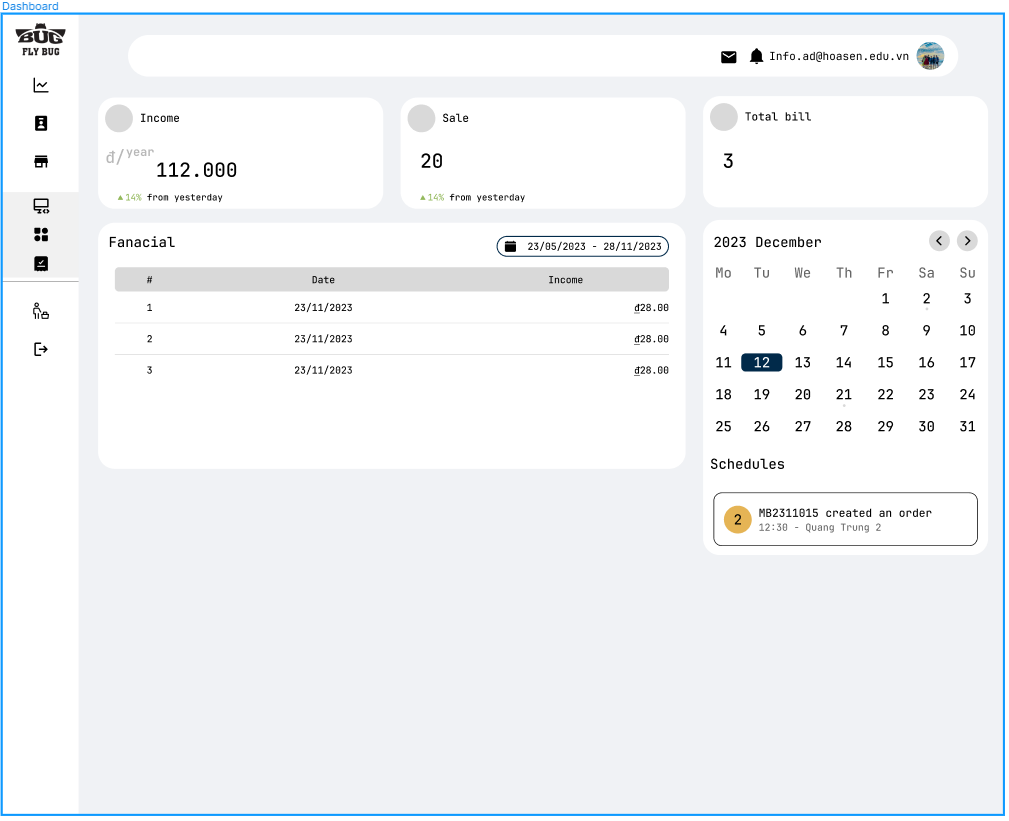 Dashboard
BUG
FLY BUG
Info.ad@hoasen.edu.vn
Income
đ/year
112.000
14% from yesterday
Sale
20
14% from yesterday
Total bill
3
Fanacial
23/05/2023 - 28/11/2023
# Date Income
1 23/11/2023 ₫28.00
2 23/11/2023 ₫28.00
3 23/11/2023 ₫28.00
2023 December
Mo Tu We Th Fr Sa Su
1 2 3
4 5 6 7 8 9 10
11 12 13 14 15 16 17
18 19 20 21 22 23 24
25 26 27 28 29 30 31
Schedules
2
MB2311015 created an order
12:30 - Quang Trung 2